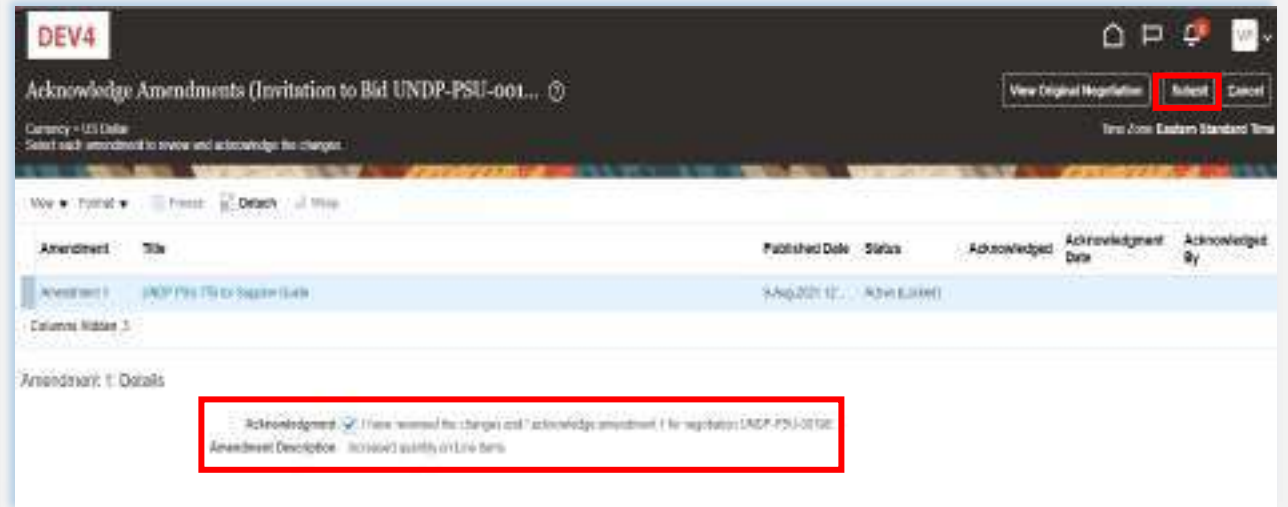 DEV4
Acknowledge Amendments (Invitation to Bid UNDP-PSU-001...
View Original Negotiation Submit Cancel
Currency = US Dollar
Time Zone Eastern Standard Time
Select each amendment to review and acknowledge the changes.
View Format Freeze Detach Wrap
Amendment Title Published Date Status Acknowledged Acknowledgment Date Acknowledged By
Amendment 1 UNDP PSU ITB for Supplier Guide Active (Locked)
Columns Hidden 3
Amendment 1: Details
Acknowledgment I have reviewed the changes and I acknowledge amendment 1 for negotiation
Amendment Description Increased quantity on Line items